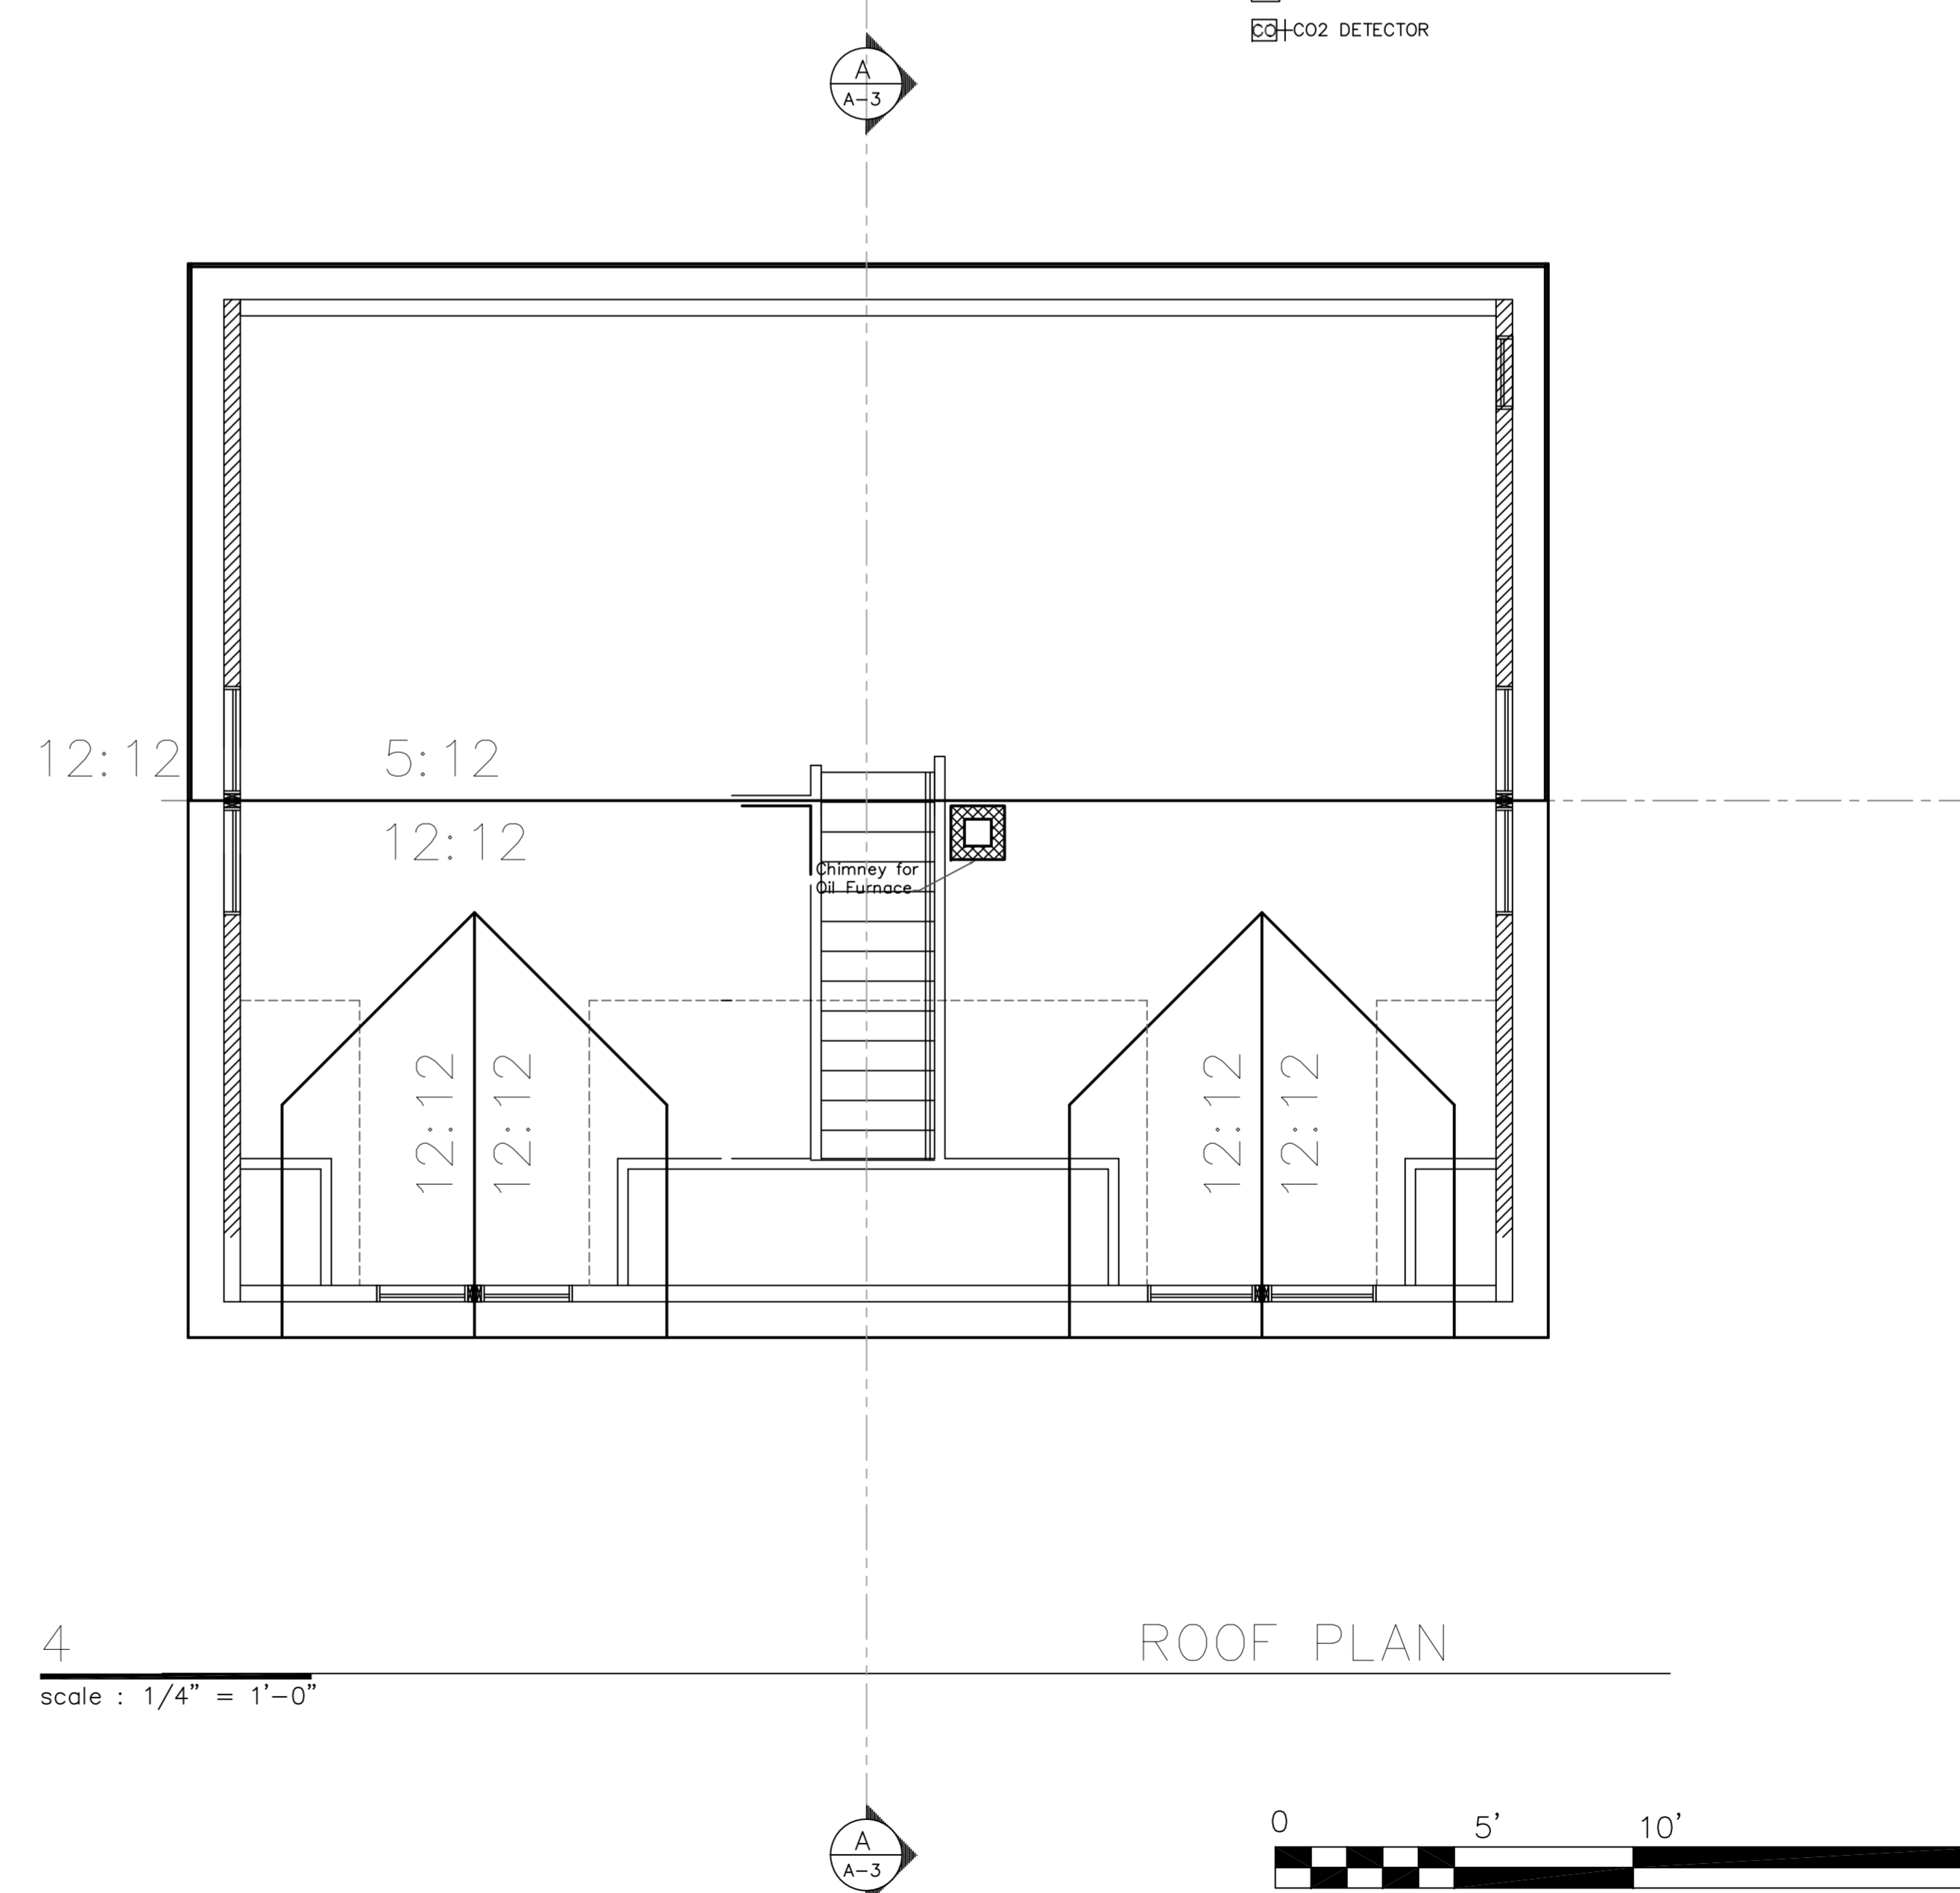 CO CO2 DETECTOR
A
A-3
12:12
5:12
12:12
Chimney for
Oil Furnace
12:12
12:12
12:12
12:12
4
ROOF PLAN
scale : 1/4" = 1'-0"
0 5' 10'
A
A-3